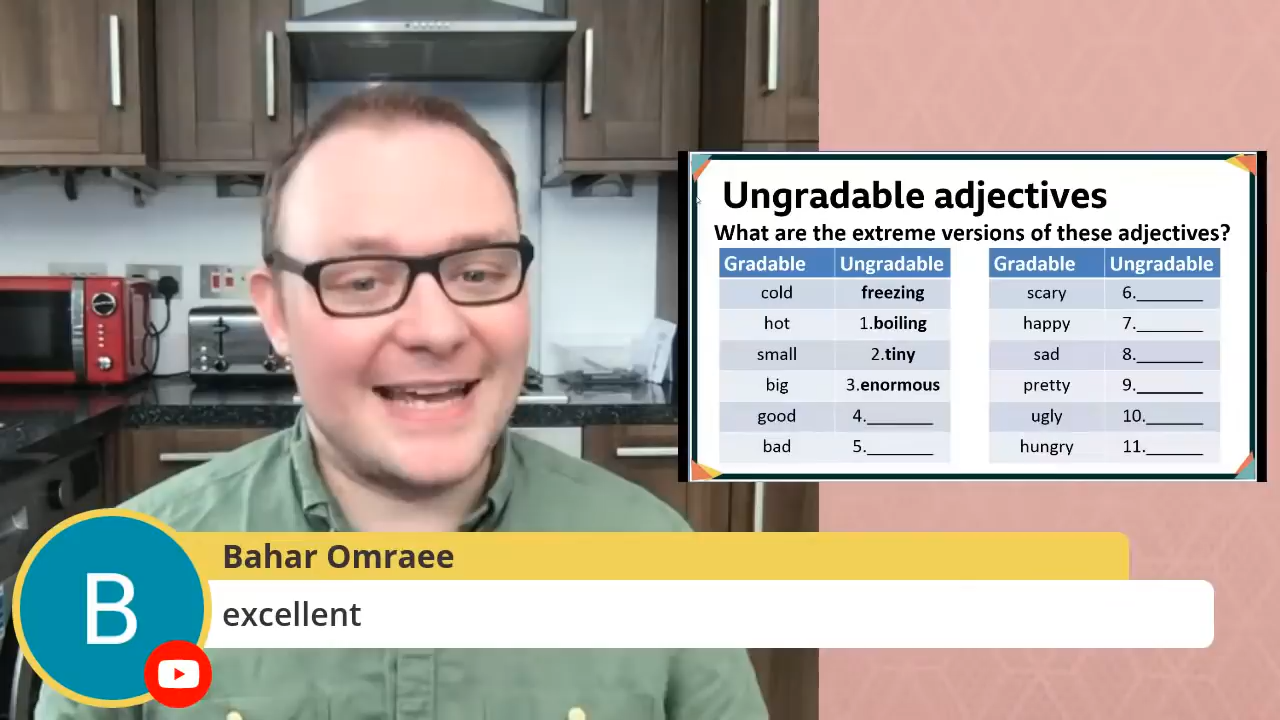 Ungradable adjectives
What are the extreme versions of these adjectives?
Gradable Ungradable
cold freezing
hot 1.boiling
small 2.tiny
big 3.enormous
good 4.________
bad 5.________
Gradable Ungradable
scary 6.________
happy 7.________
sad 8.________
pretty 9.________
ugly 10.________
hungry 11.________
B
Bahar Omraee
excellent